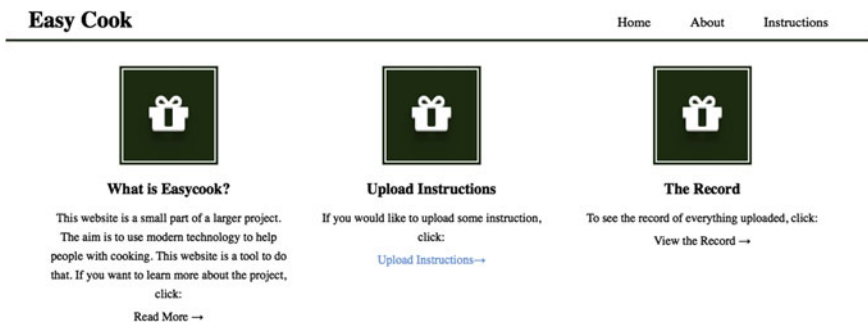 Easy Cook
Home About Instructions
What is Easycook?
This website is a small part of a larger project.
The aim is to use modern technology to help
people with cooking. This website is a tool to do
that. If you want to learn more about the project,
click:
Read More →
Upload Instructions
If you would like to upload some instruction,
click:
Upload Instructions→
The Record
To see the record of everything uploaded, click:
View the Record →